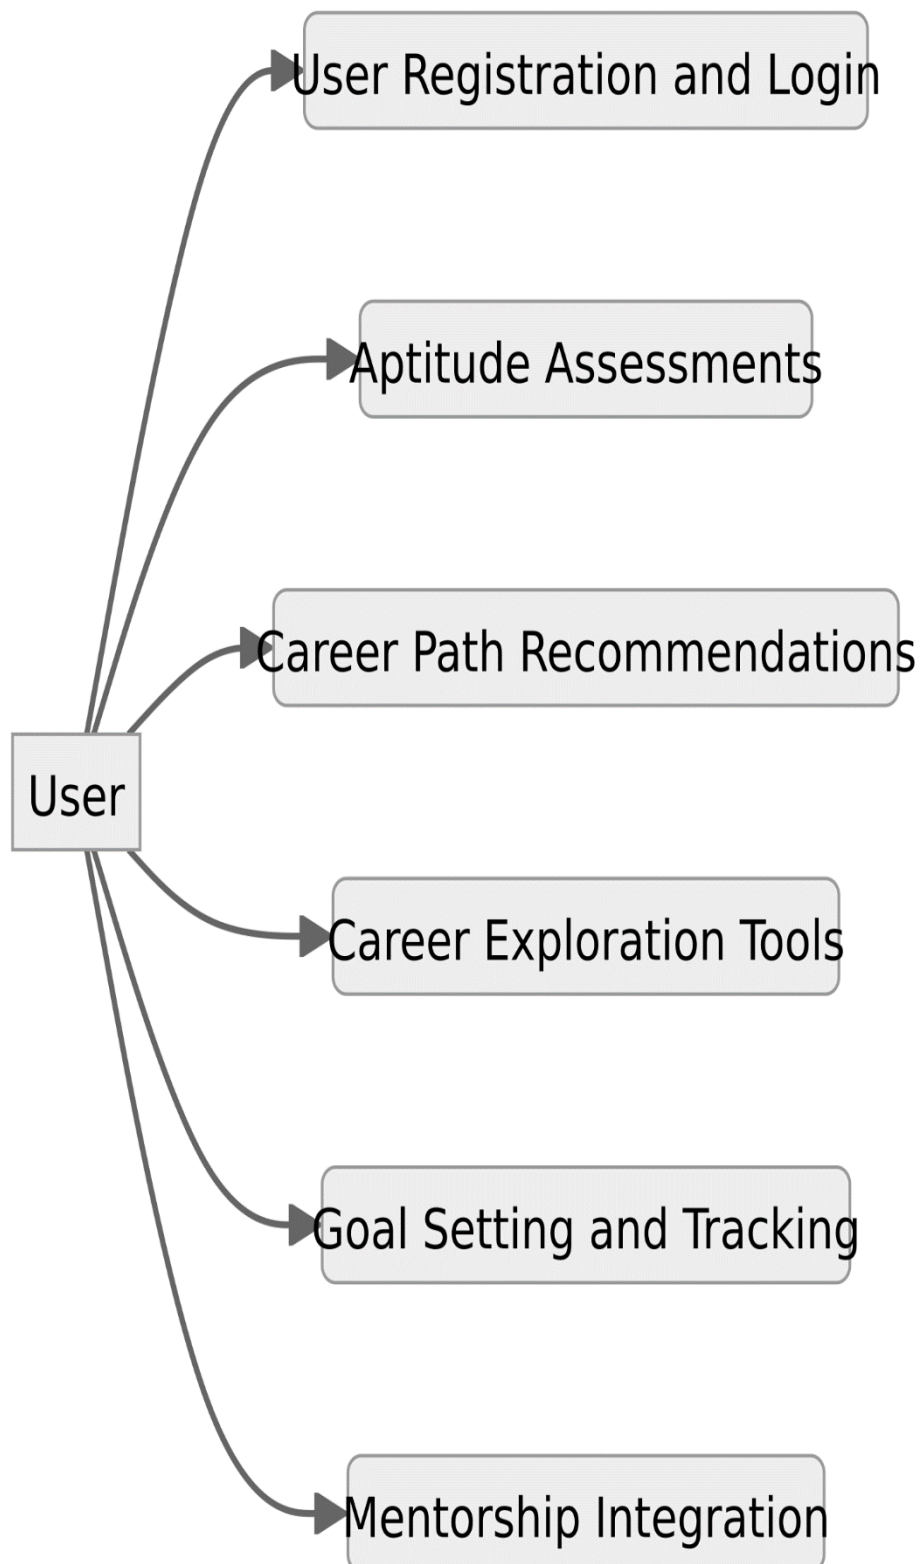 User Registration and Login
Aptitude Assessments
Career Path Recommendations
User
Career Exploration Tools
Goal Setting and Tracking
Mentorship Integration